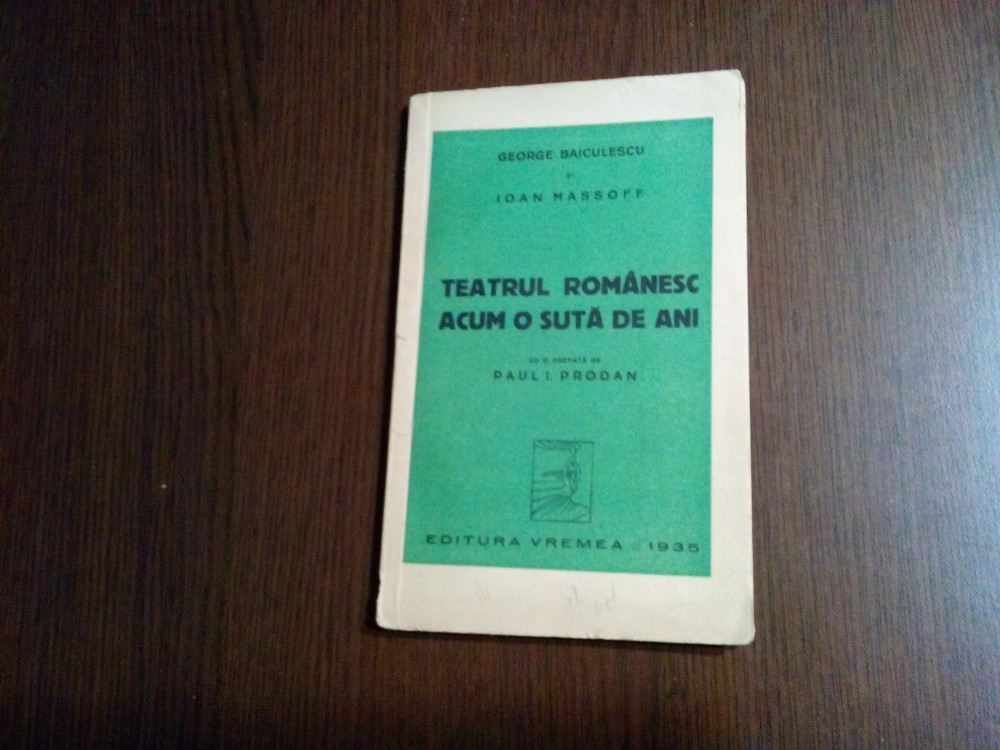 GEORGE BAICULESCU
și
IOAN MASSOFF
TEATRUL ROMÂNESC
ACUM O SUTĂ DE ANI
CU O PREFAȚĂ DE
PAUL I. PRODAN
EDITURA VREMEA 1935